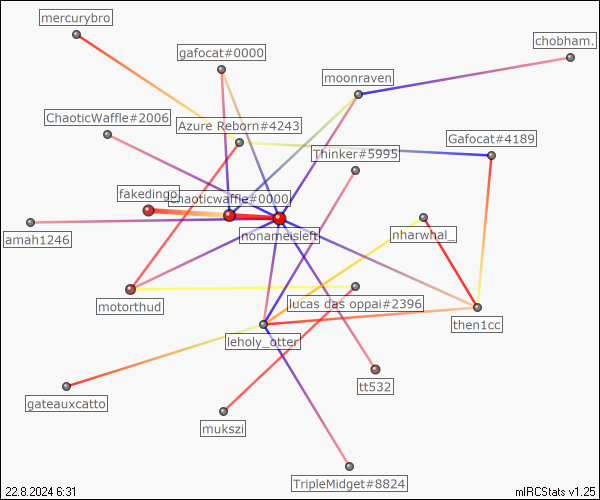 mercurybro
chobham.
gafocat#0000
moonraven
ChaoticWaffle#2006
Azure Reborn#4243
Gafocat#4189
Thinker#5995
fakedingo
chaoticwaffle#0000
amah1246
nonameisleft
nharwhal_
motorthud
lucas das oppai#2396
then1cc
leholy_otter
tt532
gateauxcatto
mukszi
TripleMidget#8824
22.8.2024 6:31
mIRCStats v1.25